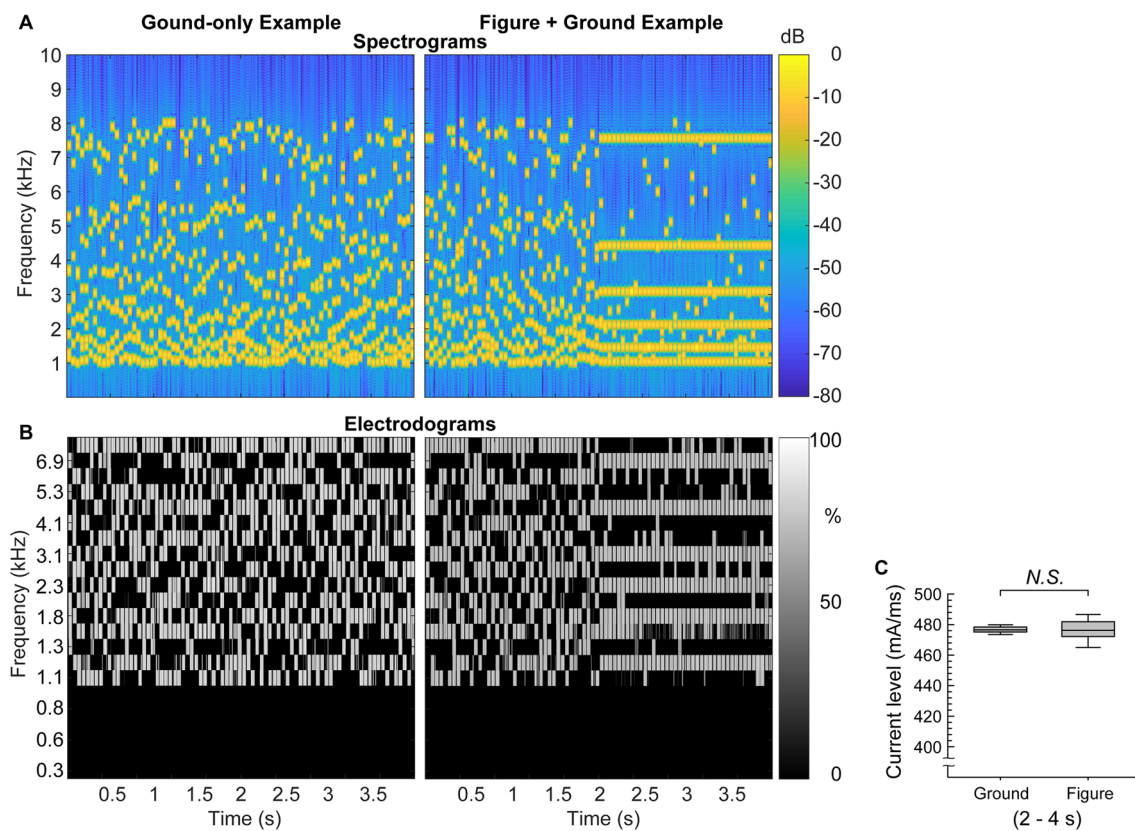 A
Gound-only Example
Figure + Ground Example
Spectrograms
dB
Frequency (kHz)
10
9
8
7
6
5
4
3
2
1
0
-10
-20
-30
-40
-50
-60
-70
-80
B
Electrodograms
Frequency (kHz)
6.9
5.3
4.1
3.1
2.3
1.8
1.3
1.1
0.8
0.6
0.3
100
%
50
0
0.5 1 1.5 2 2.5 3 3.5
0.5 1 1.5 2 2.5 3 3.5
Time (s)
Time (s)
C
N.S.
Current level (mA/ms)
500
480
460
440
420
400
Ground Figure
(2 - 4 s)